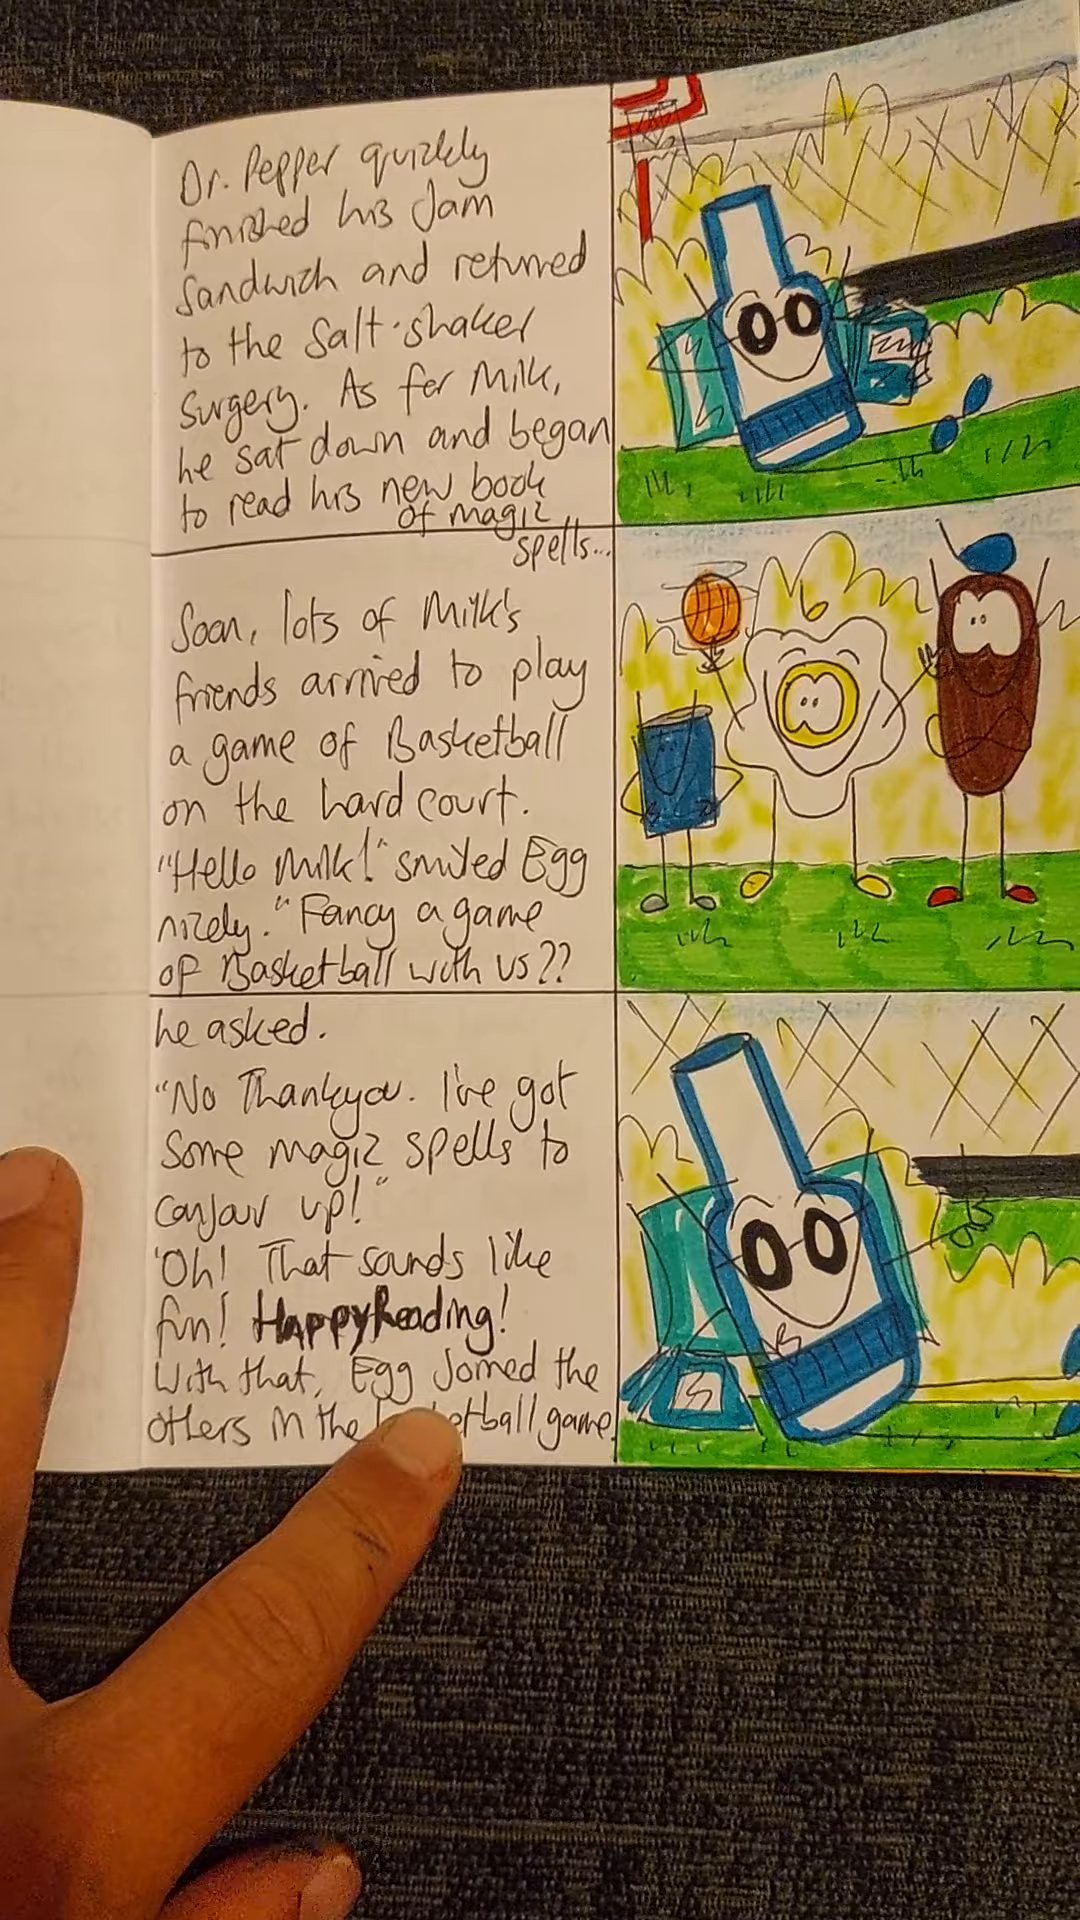 Dr. Pepper quickly
finished his Jam
Sandwich and returned
to the Salt-shaker
Surgery. As for Milk,
he sat down and began
to read his new book
of magic
spells...
Soon, lots of Milk's
friends arrived to play
a game of Basketball
on the hard court.
"Hello Milk!" smiled Egg
nicely. "Fancy a game
of Basketball with us??
he asked.
"No Thankyou. I've got
Some magic spells to
conjour up!"
'Oh! That sounds like
fun! Happy Reading!
With that, Egg Joined the
others in the game.